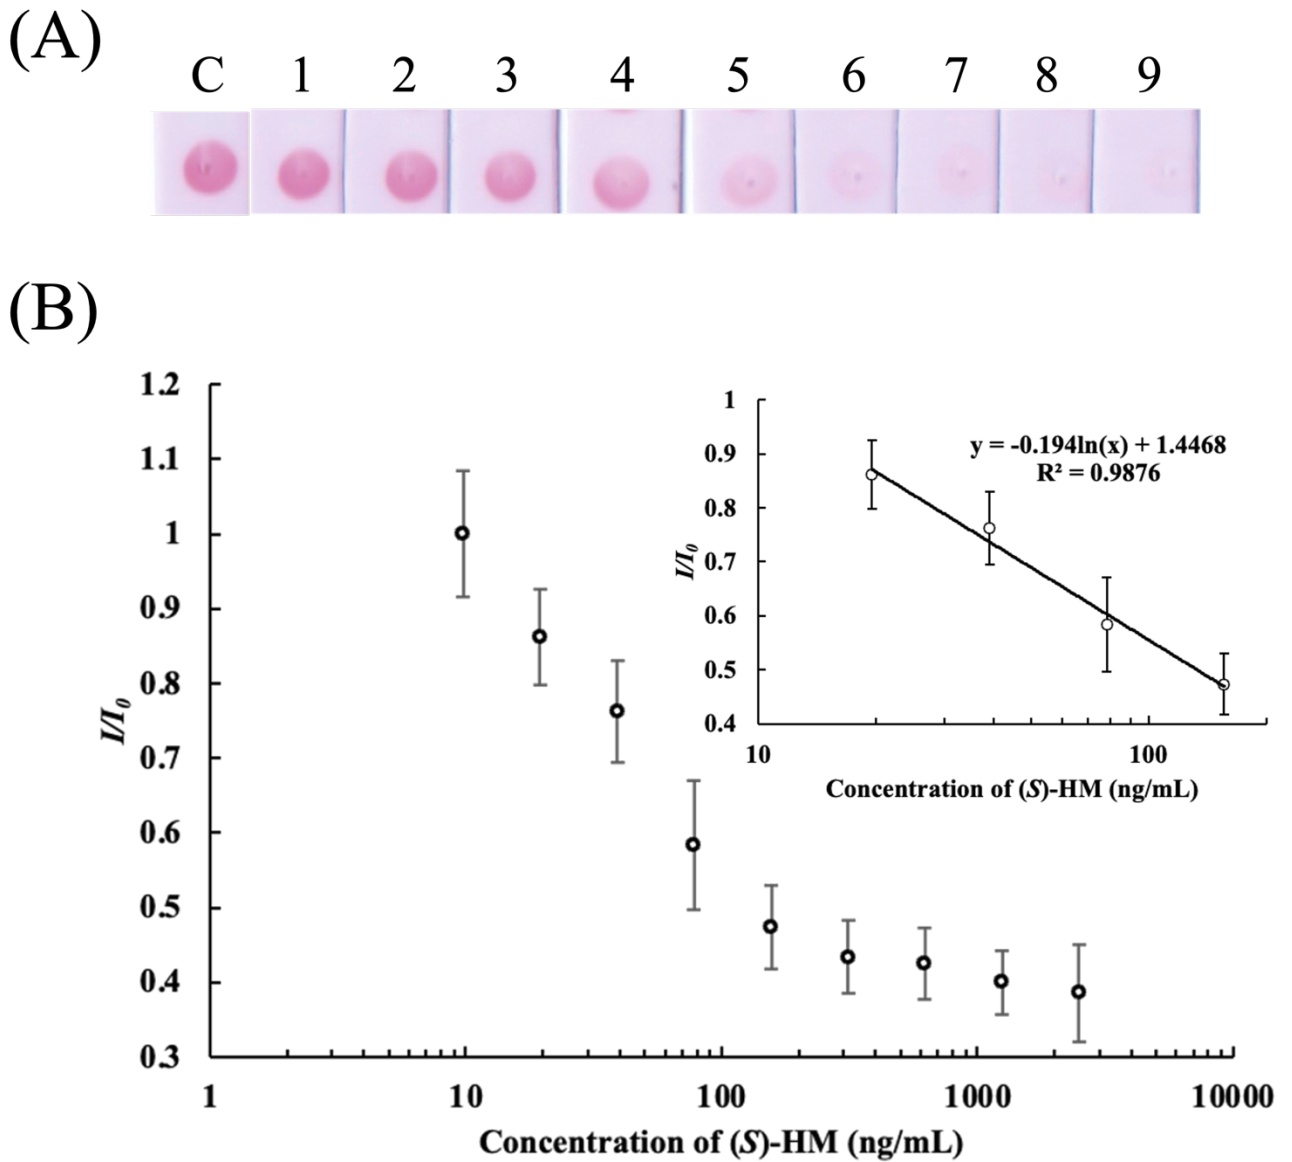 (A)
C 1 2 3 4 5 6 7 8 9
(B)
1.2
1.1
1
0.9
0.8
0.7
0.6
0.5
0.4
0.3
I/I0
1 10 100 1000 10000
Concentration of (S)-HM (ng/mL)
1
0.9
0.8
0.7
0.6
0.5
0.4
I/I0
y = -0.194ln(x) + 1.4468
R² = 0.9876
10 100
Concentration of (S)-HM (ng/mL)